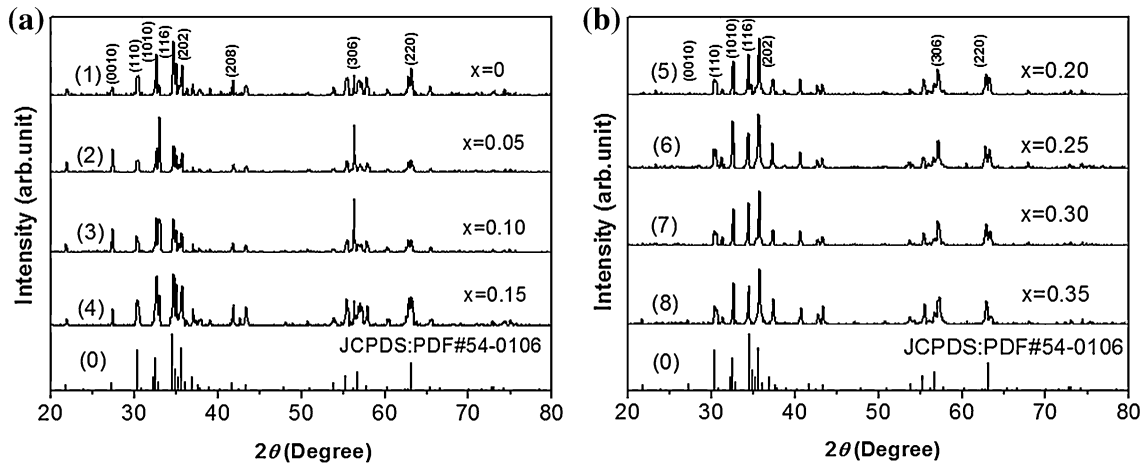 (a)
Intensity (arb.unit)
(0010)
(110)
(1010)
(116)
(202)
(208)
(306)
(220)
(1)
x=0
(2)
x=0.05
(3)
x=0.10
(4)
x=0.15
(0)
JCPDS:PDF#54-0106
20 30 40 50 60 70 80
2θ (Degree)
(b)
Intensity (arb.unit)
(0010)
(110)
(1010)
(116)
(202)
(306)
(220)
(5)
x=0.20
(6)
x=0.25
(7)
x=0.30
(8)
x=0.35
(0)
JCPDS:PDF#54-0106
20 30 40 50 60 70 80
2θ (Degree)